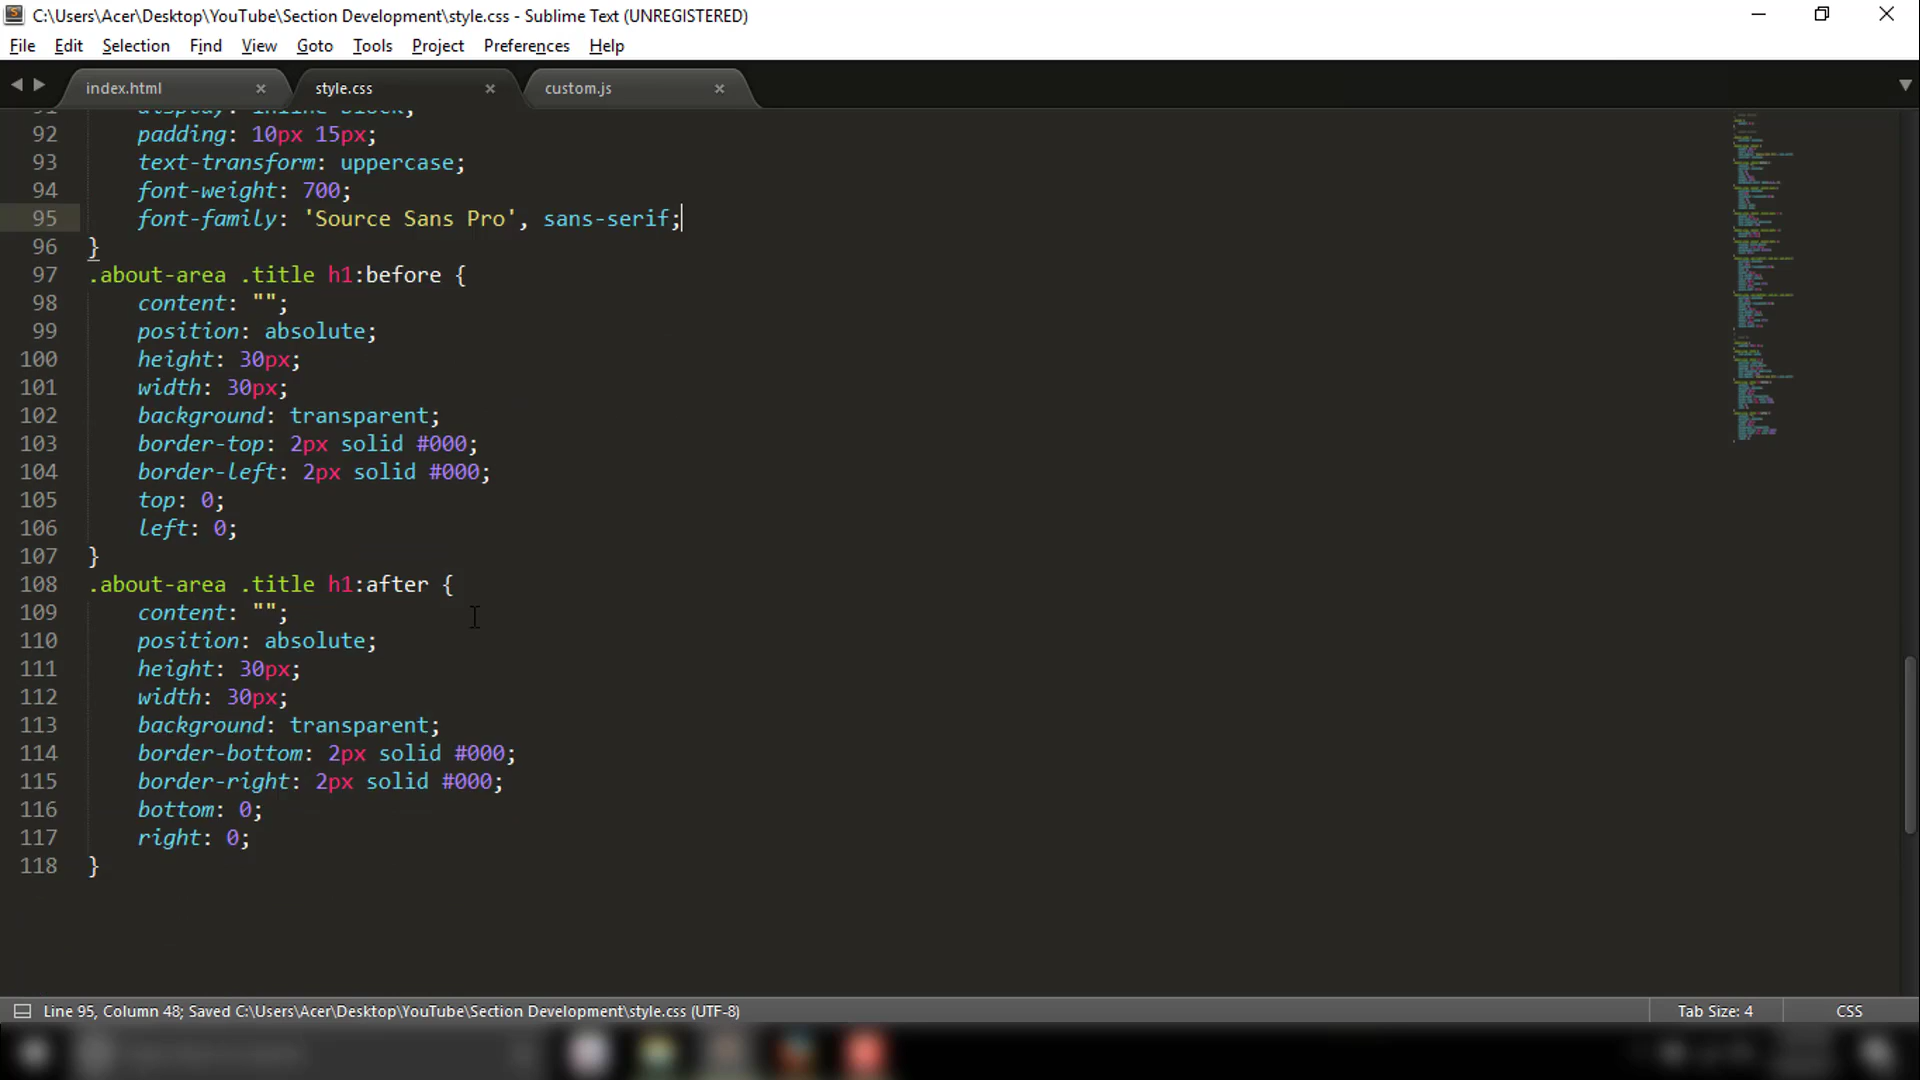 C:\Users\Acer\Desktop\YouTube\Section Development\style.css - Sublime Text (UNREGISTERED)
File Edit Selection Find View Goto Tools Project Preferences Help
index.html × style.css × custom.js ×
92 padding: 10px 15px;
93 text-transform: uppercase;
94 font-weight: 700;
95 font-family: 'Source Sans Pro', sans-serif;
96 }
97 .about-area .title h1:before {
98 content: "";
99 position: absolute;
100 height: 30px;
101 width: 30px;
102 background: transparent;
103 border-top: 2px solid #000;
104 border-left: 2px solid #000;
105 top: 0;
106 left: 0;
107 }
108 .about-area .title h1:after {
109 content: "";
110 position: absolute;
111 height: 30px;
112 width: 30px;
113 background: transparent;
114 border-bottom: 2px solid #000;
115 border-right: 2px solid #000;
116 bottom: 0;
117 right: 0;
118 }
Line 95, Column 48; Saved C:\Users\Acer\Desktop\YouTube\Section Development\style.css (UTF-8) Tab Size: 4 CSS